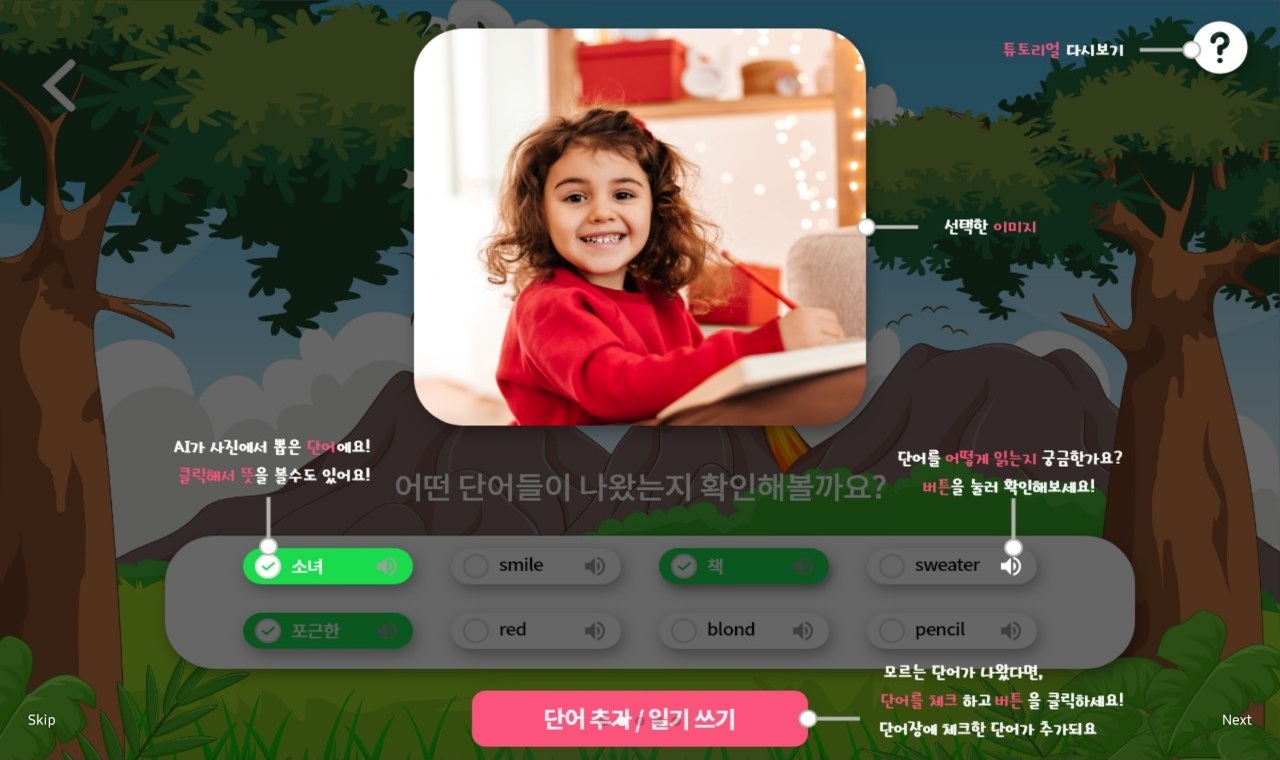 튜토리얼 다시보기
?
선택한 이미지
AI가 사진에서 뽑은 단어에요!
클릭해서 뜻을 볼수도 있어요!
단어를 어떻게 읽는지 궁금한가요?
버튼을 눌러 확인해보세요!
어떤 단어들이 나왔는지 확인해볼까요?
소녀
smile
책
sweater
포근한
red
blond
pencil
모르는 단어가 나왔다면,
단어를 체크 하고 버튼 을 클릭하세요!
단어장에 체크한 단어가 추가되요
단어 추가 / 일기 쓰기
Skip
Next